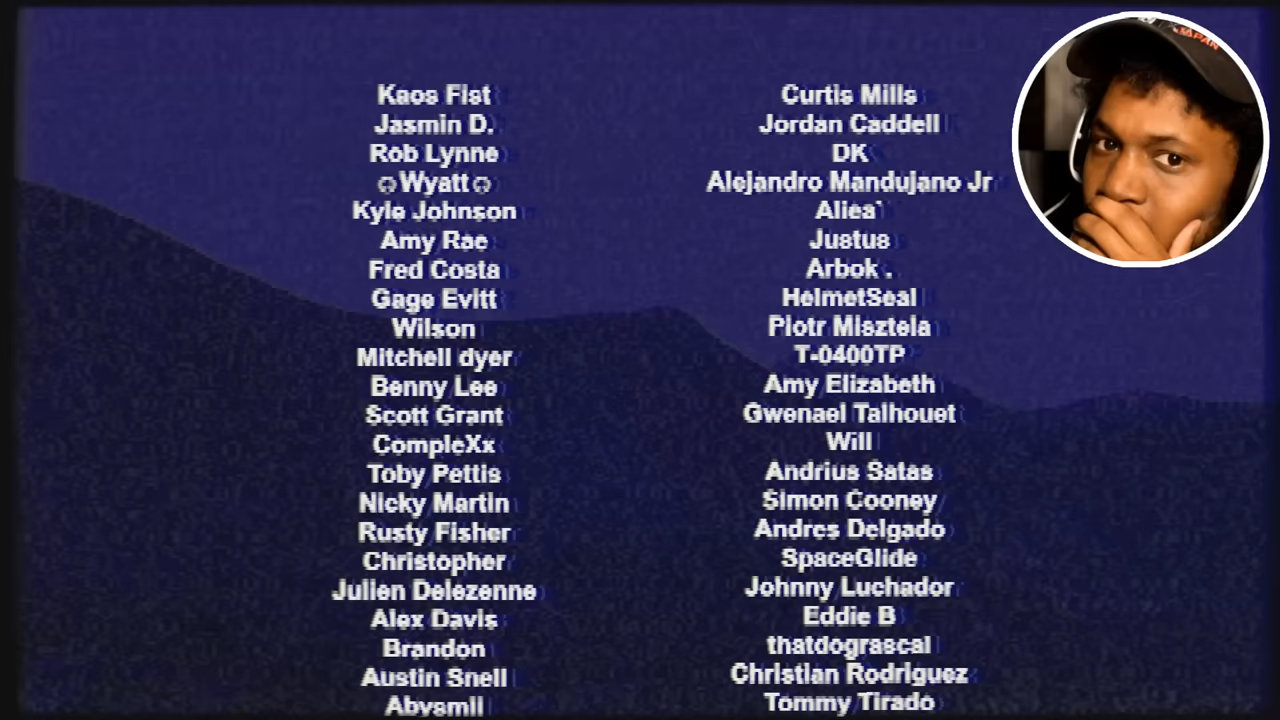 JAPAN
Kaos Fist
Jasmin D.
Rob Lynne
✪Wyatt✪
Kyle Johnson
Amy Rae
Fred Costa
Gage Evitt
Wilson
Mitchell dyer
Benny Lee
Scott Grant
CompleXx
Toby Pettis
Nicky Martin
Rusty Fisher
Christopher
Julien Delezenne
Alex Davis
Brandon
Austin Snell
Abysmii
Curtis Mills
Jordan Caddell
DK
Alejandro Mandujano Jr
Aliea`
Justus
Arbok .
HelmetSeal
Piotr Misztela
T-0400TP
Amy Elizabeth
Gwenael Talhouet
Will
Andrius Satas
Simon Cooney
Andres Delgado
SpaceGlide
Johnny Luchador
Eddie B
thatdograscal
Christian Rodriguez
Tommy Tirado